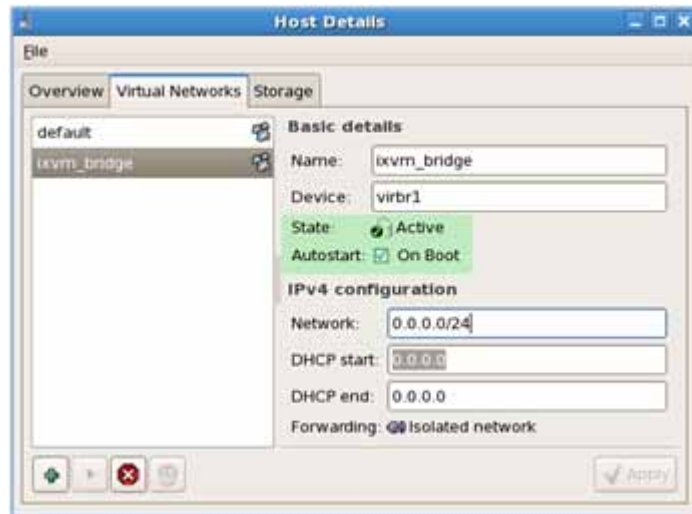 Host Details
File
Overview Virtual Networks Storage
default
ixvm_bridge
Basic details
Name: ixvm_bridge
Device: virbr1
State: Active
Autostart: On Boot
IPv4 configuration
Network: 0.0.0.0/24
DHCP start: 0.0.0.0
DHCP end: 0.0.0.0
Forwarding: Isolated network
Apply